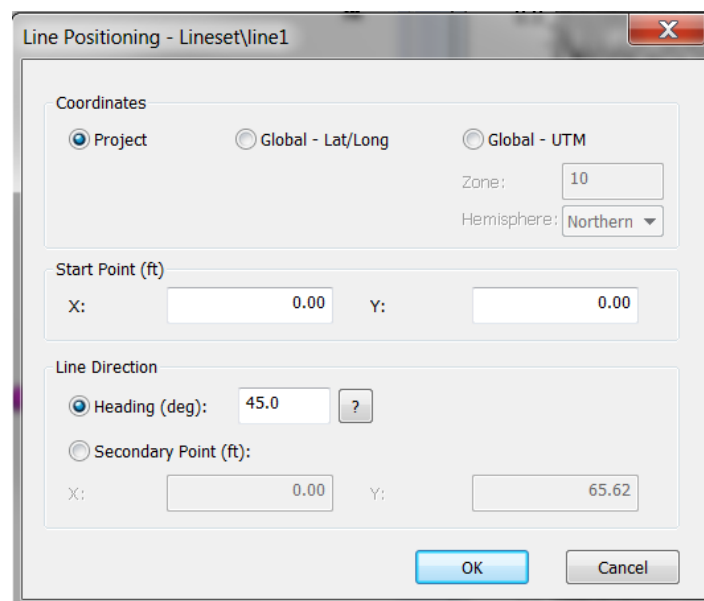 Line Positioning - Lineset\line1
Coordinates
Project Global - Lat/Long Global - UTM
Zone: 10
Hemisphere: Northern
Start Point (ft)
X: 0.00 Y: 0.00
Line Direction
Heading (deg): 45.0 ?
Secondary Point (ft):
X: 0.00 Y: 65.62
OK Cancel